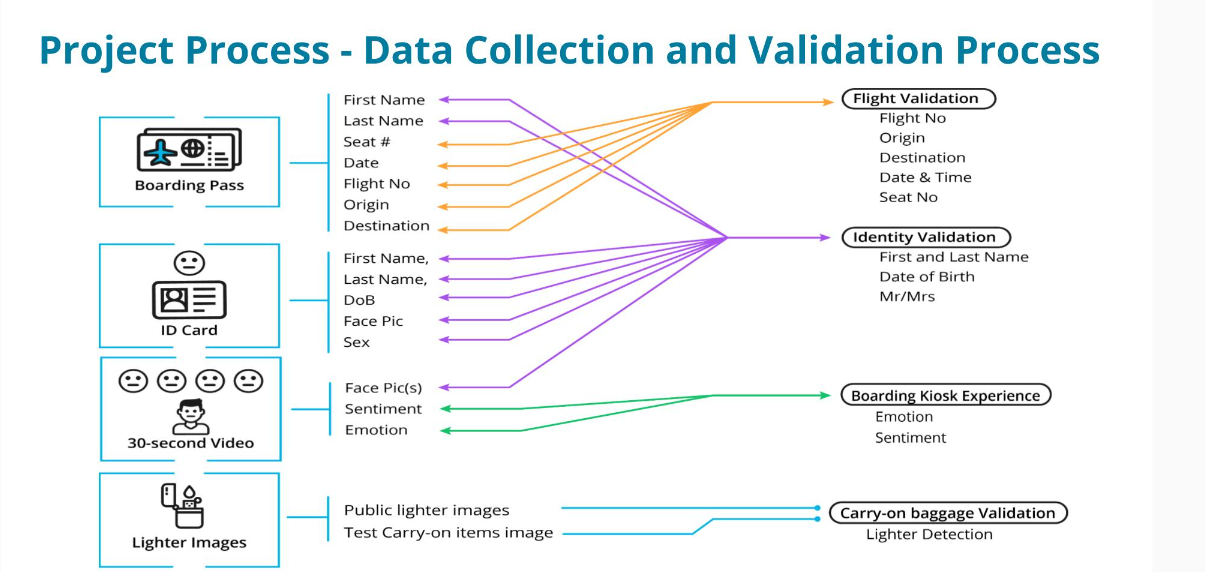 Project Process - Data Collection and Validation Process
Boarding Pass
First Name
Last Name
Seat #
Date
Flight No
Origin
Destination
Flight Validation
Flight No
Origin
Destination
Date & Time
Seat No
ID Card
First Name,
Last Name,
DoB
Face Pic
Sex
Identity Validation
First and Last Name
Date of Birth
Mr/Mrs
30-second Video
Face Pic(s)
Sentiment
Emotion
Boarding Kiosk Experience
Emotion
Sentiment
Lighter Images
Public lighter images
Test Carry-on items image
Carry-on baggage Validation
Lighter Detection